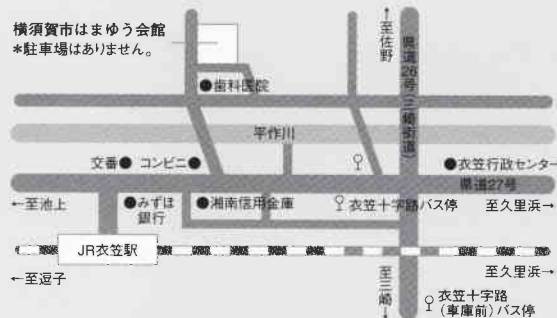 横須賀市はまゆう会館
*駐車場はありません。
↑至佐野
県道26号(三崎街道)
●歯科医院
平作川
交番●
コンビニ●
●衣笠行政センター
県道27号
←至池上
●みずほ
銀行
●湘南信用金庫
衣笠十字路バス停
至久里浜→
JR衣笠駅
←至逗子
至三崎↓
至久里浜→
衣笠十字路
(車庫前)バス停